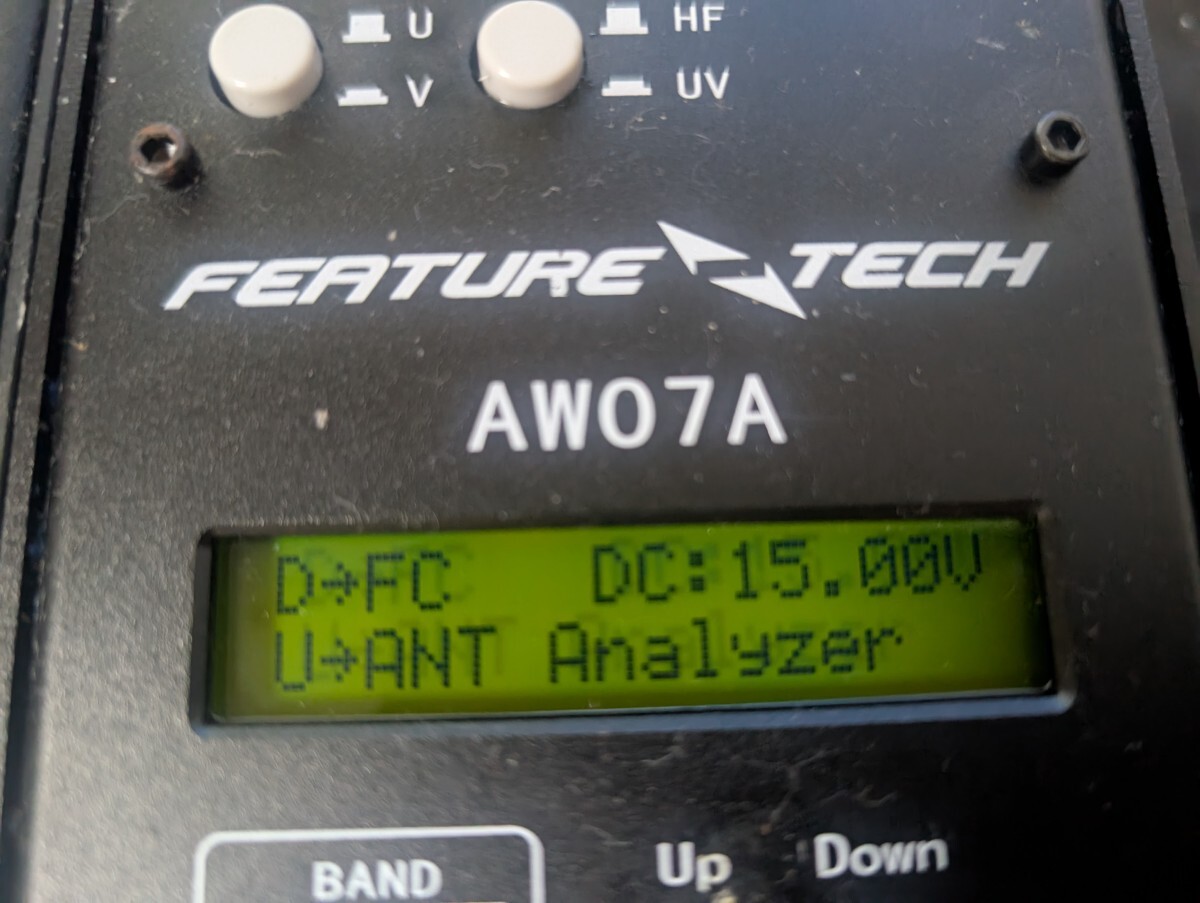 U HF
V UV
FEATURE TECH
AW07A
D→FC DC:15.00V
U→ANT Analyzer
BAND Up Down